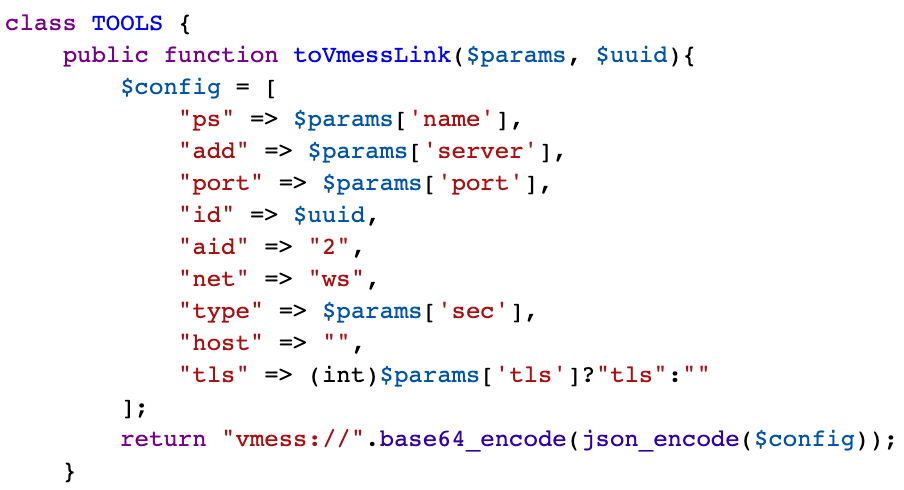 class TOOLS {
    public function toVmessLink($params, $uuid){
        $config = [
            "ps" => $params['name'],
            "add" => $params['server'],
            "port" => $params['port'],
            "id" => $uuid,
            "aid" => "2",
            "net" => "ws",
            "type" => $params['sec'],
            "host" => "",
            "tls" => (int)$params['tls']?"tls":""
        ];
        return "vmess://".base64_encode(json_encode($config));
    }